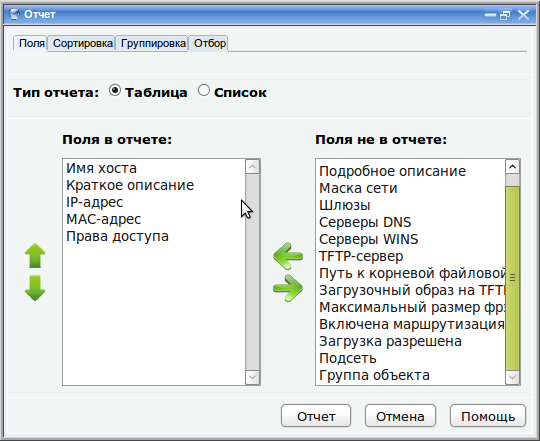 Отчет
Поля Сортировка Группировка Отбор
Тип отчета: Таблица Список
Поля в отчете:
Имя хоста
Краткое описание
IP-адрес
MAC-адрес
Права доступа
Поля не в отчете:
Подробное описание
Маска сети
Шлюзы
Серверы DNS
Серверы WINS
TFTP-сервер
Путь к корневой файловой
Загрузочный образ на TFT
Максимальный размер фр
Включена маршрутизация
Загрузка разрешена
Подсеть
Группа объекта
Отчет Отмена Помощь